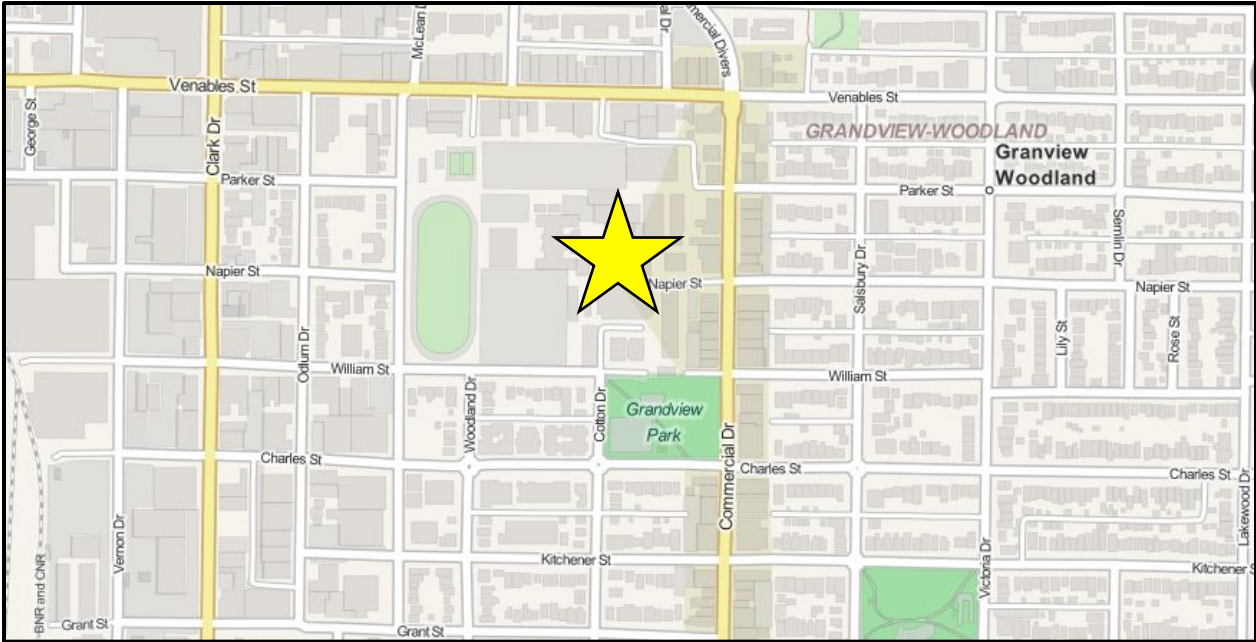 McLean D
al Dr
mercial Divers
Venables St
Venables St
George St
Clark Dr
GRANDVIEW-WOODLAND
Granview
Woodland
Parker St
Parker St
Semlin Dr
Napier St
Napier St
Napier St
Salsbury Dr
Odlum Dr
Lily St
Rose St
William St
William St
Woodland Dr
Cotton Dr
Grandview
Park
Commercial Dr
Charles St
Charles St
Charles St
Lakewood Dr
Vernon Dr
Kitchener St
Victoria Dr
Kitchener S
BNR and CNR
Grant St
Grant St